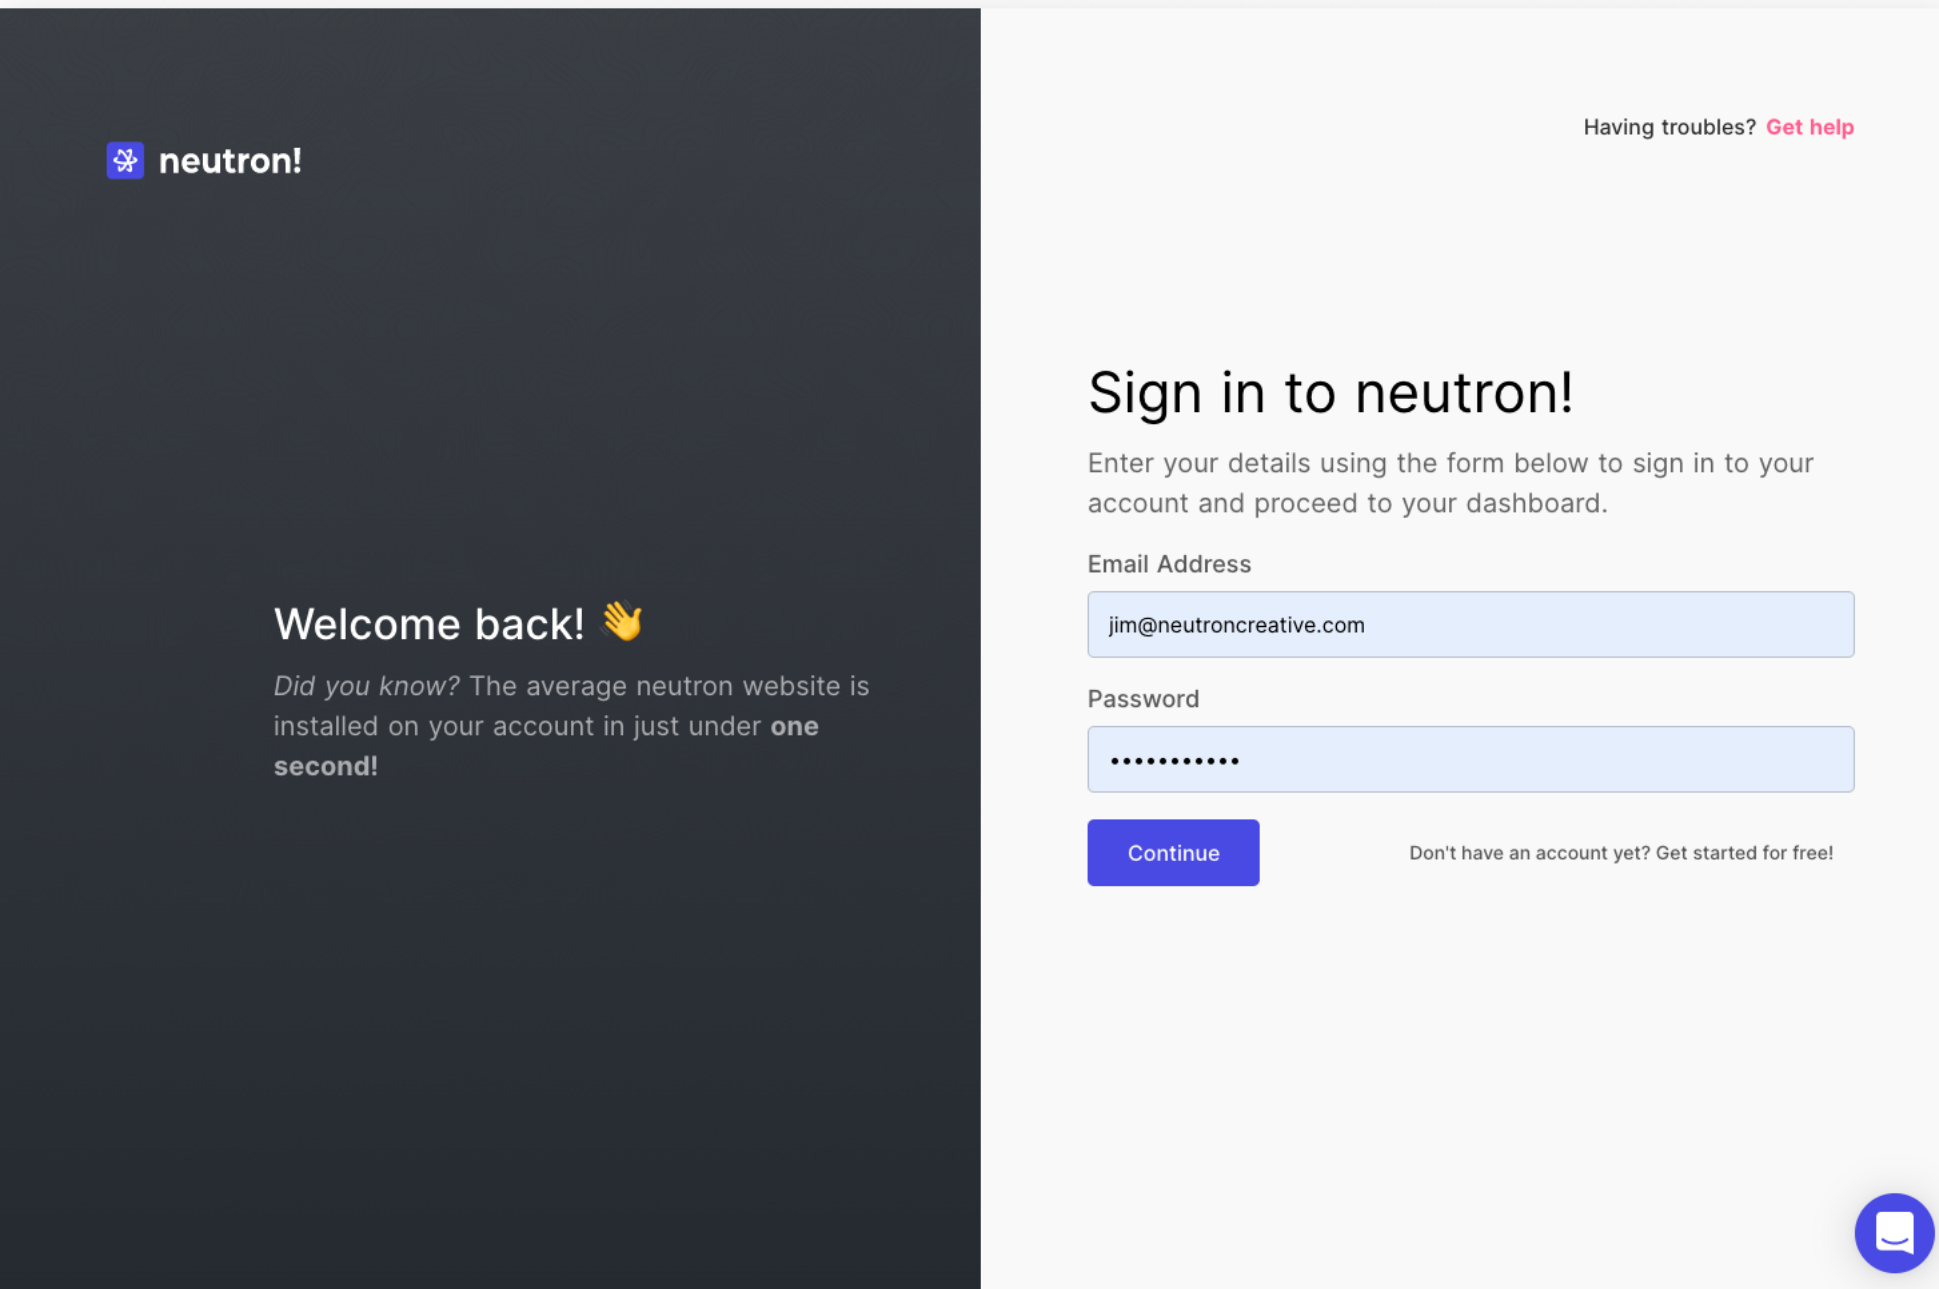 neutron!
Welcome back! 👋
Did you know? The average neutron website is
installed on your account in just under one
second!
Having troubles? Get help
Sign in to neutron!
Enter your details using the form below to sign in to your
account and proceed to your dashboard.
Email Address
jim@neutroncreative.com
Password
•••••••••••
Continue
Don't have an account yet? Get started for free!